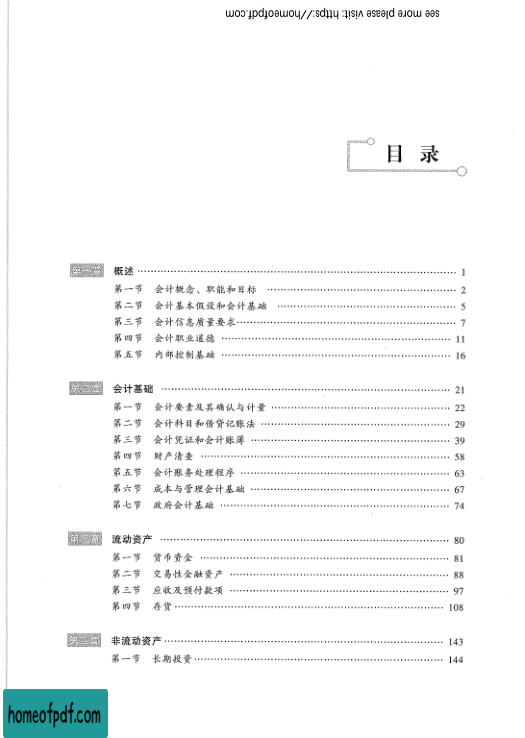 see more please visit: https://homeofpdf.com
目 录
第一章 概述 1
第一节 会计概念、职能和目标 2
第二节 会计基本假设和会计基础 5
第三节 会计信息质量要求 7
第四节 会计职业道德 11
第五节 内部控制基础 16
第二章 会计基础 21
第一节 会计要素及其确认与计量 22
第二节 会计科目和借贷记账法 29
第三节 会计凭证和会计账簿 39
第四节 财产清查 58
第五节 会计账务处理程序 63
第六节 成本与管理会计基础 67
第七节 政府会计基础 74
第三章 流动资产 80
第一节 货币资金 81
第二节 交易性金融资产 88
第三节 应收及预付款项 97
第四节 存货 108
第四章 非流动资产 143
第一节 长期投资 144
homeofpdf.com